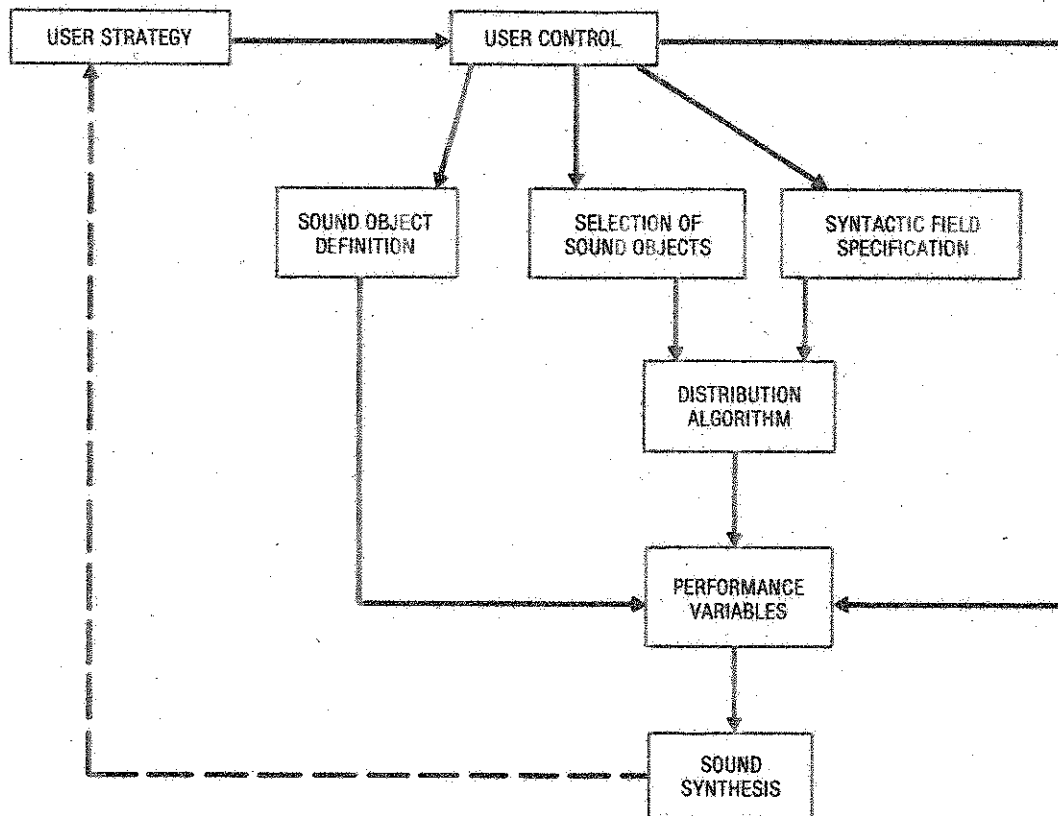 USER STRATEGY
USER CONTROL
SOUND OBJECT
DEFINITION
SELECTION OF
SOUND OBJECTS
SYNTACTIC FIELD
SPECIFICATION
DISTRIBUTION
ALGORITHM
PERFORMANCE
VARIABLES
SOUND
SYNTHESIS